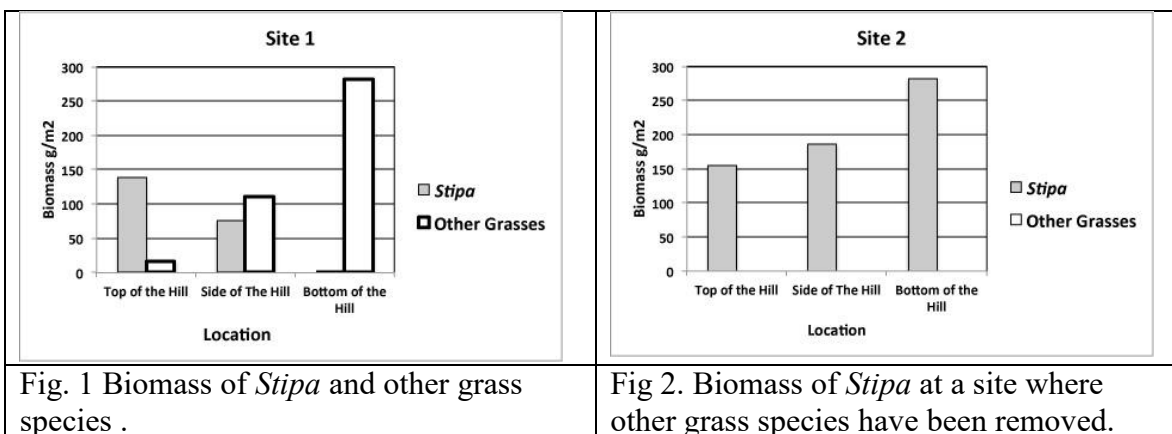 Site 1
300
250
200
150
100
50
0
Biomass g/m2
Top of the Hill Side of The Hill Bottom of the
Hill
Location
Stipa
Other Grasses
Site 2
300
250
200
150
100
50
0
Biomass g/m2
Top of the Hill Side of The Hill Bottom of the
Hill
Location
Stipa
Other Grasses
Fig. 1 Biomass of Stipa and other grass
species .
Fig 2. Biomass of Stipa at a site where
other grass species have been removed.